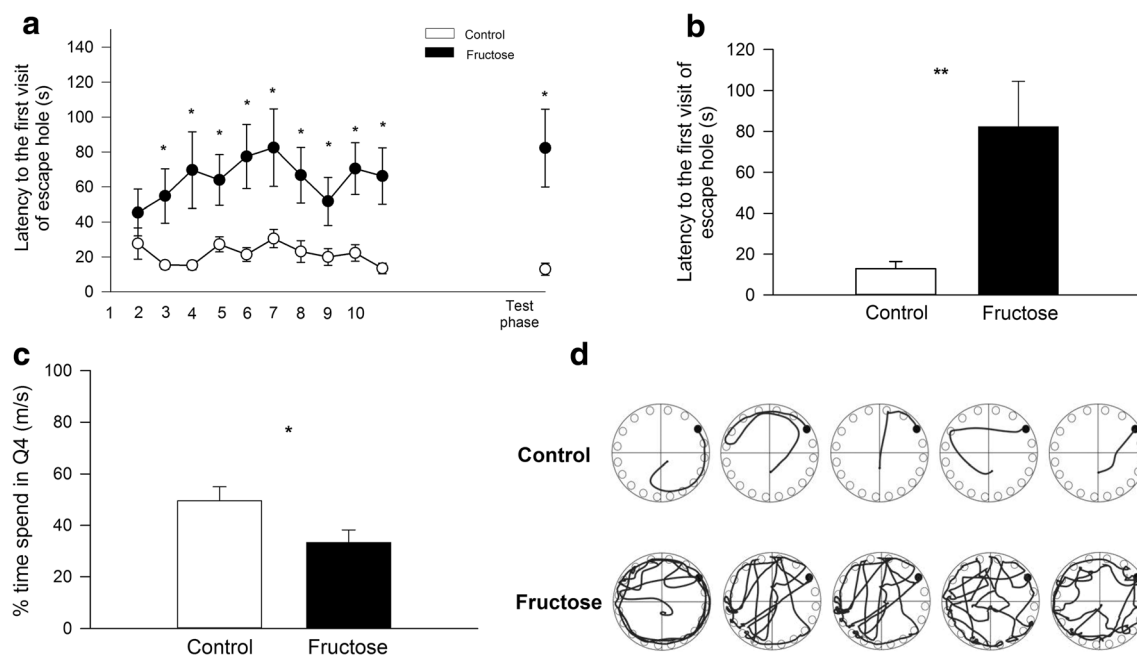 a
Latency to the first visit
of escape hole (s)
140
120
100
80
60
40
20
0
Control
Fructose
* * * * * * * * * *
1 2 3 4 5 6 7 8 9 10
Test
phase
b
Latency to the first visit of
escape hole (s)
120
100
80
60
40
20
0
**
Control Fructose
c
% time spend in Q4 (m/s)
100
80
60
40
20
0
*
Control Fructose
d
Control
Fructose